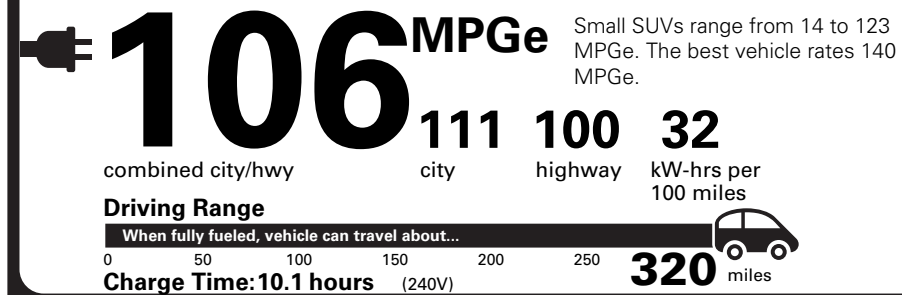 106 MPGe
Small SUVs range from 14 to 123
MPGe. The best vehicle rates 140
MPGe.
111 100 32
combined city/hwy city highway kW-hrs per
100 miles
Driving Range
When fully fueled, vehicle can travel about...
0 50 100 150 200 250 320 miles
Charge Time: 10.1 hours (240V)